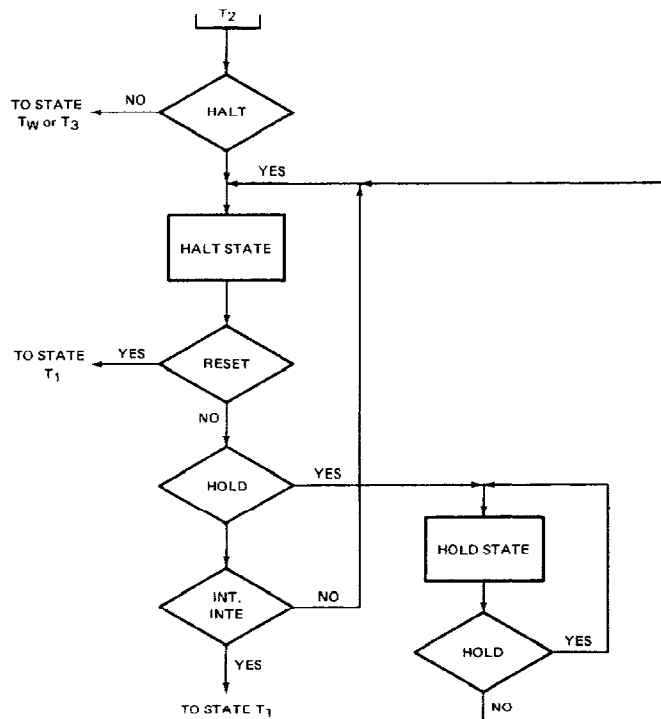 T2
HALT
NO
TO STATE
TW or T3
YES
HALT STATE
RESET
YES
TO STATE
T1
NO
HOLD
YES
HOLD STATE
INT.
INTE
NO
HOLD
YES
YES
NO
TO STATE T1